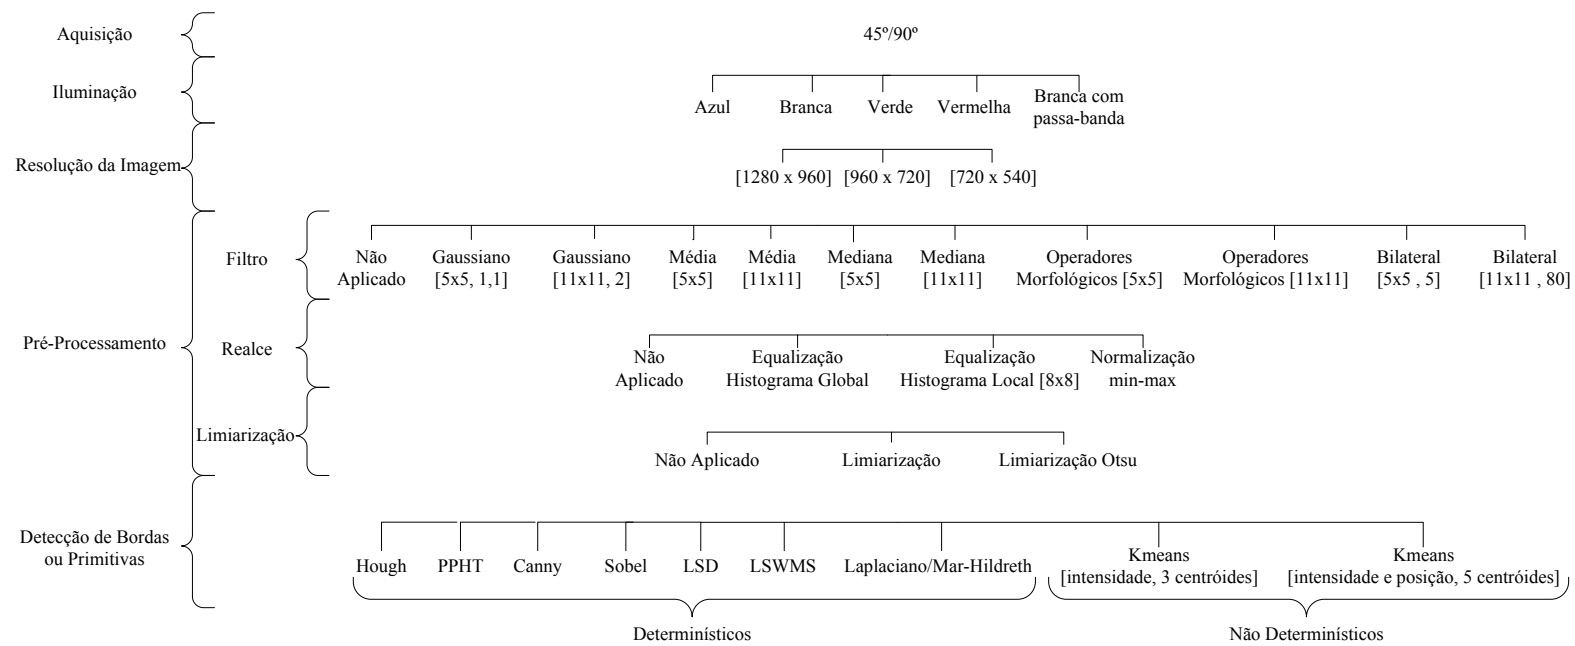 Aquisição
45º/90º
Iluminação
Azul
Branca
Verde
Vermelha
Branca com
passa-banda
Resolução da Imagem
[1280 x 960]
[960 x 720]
[720 x 540]
Pré-Processamento
Filtro
Não
Aplicado
Gaussiano
[5x5, 1,1]
Gaussiano
[11x11, 2]
Média
[5x5]
Média
[11x11]
Mediana
[5x5]
Mediana
[11x11]
Operadores
Morfológicos [5x5]
Operadores
Morfológicos [11x11]
Bilateral
[5x5 , 5]
Bilateral
[11x11 , 80]
Realce
Não
Aplicado
Equalização
Histograma Global
Equalização
Histograma Local [8x8]
Normalização
min-max
Limiarização
Não Aplicado
Limiarização
Limiarização Otsu
Detecção de Bordas
ou Primitivas
Hough
PPHT
Canny
Sobel
LSD
LSWMS
Laplaciano/Mar-Hildreth
Kmeans
[intensidade, 3 centróides]
Kmeans
[intensidade e posição, 5 centróides]
Determinísticos
Não Determinísticos